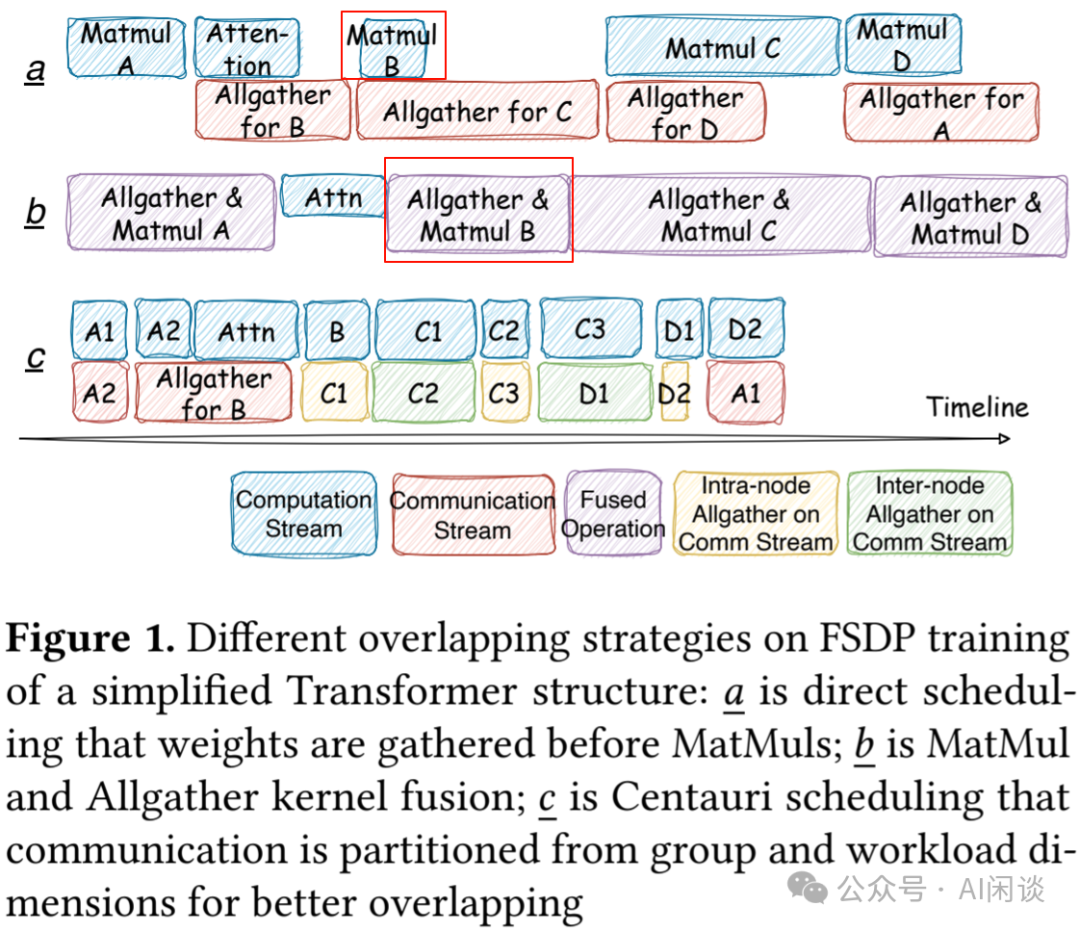 a
Matmul A
Atten-tion
Matmul B
Matmul C
Matmul D
Allgather for B
Allgather for C
Allgather for D
Allgather for A
b
Allgather & Matmul A
Attn
Allgather & Matmul B
Allgather & Matmul C
Allgather & Matmul D
c
A1 A2 Attn B C1 C2 C3 D1 D2
A2 Allgather for B C1 C2 C3 D1 D2 A1
Timeline
Computation Stream
Communication Stream
Fused Operation
Intra-node Allgather on Comm Stream
Inter-node Allgather on Comm Stream
Figure 1. Different overlapping strategies on FSDP training
of a simplified Transformer structure: a is direct schedul-
ing that weights are gathered before MatMuls; b is MatMul
and Allgather kernel fusion; c is Centauri scheduling that
communication is partitioned from group and workload di-
mensions for better overlapping
公众号 · AI闲谈